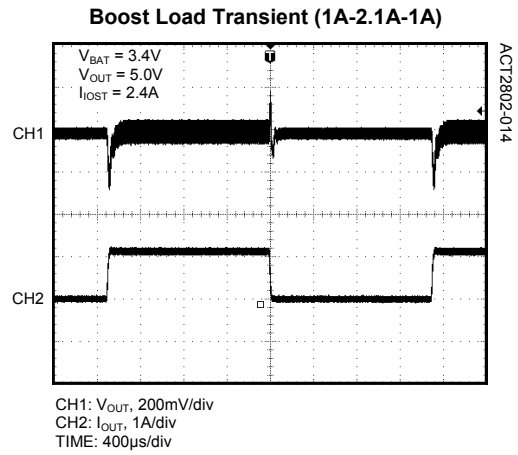 Boost Load Transient (1A-2.1A-1A)
VBAT = 3.4V
VOUT = 5.0V
IIOST = 2.4A
T
ACT2802-014
CH1
CH2
CH1: VOUT, 200mV/div
CH2: IOUT, 1A/div
TIME: 400µs/div